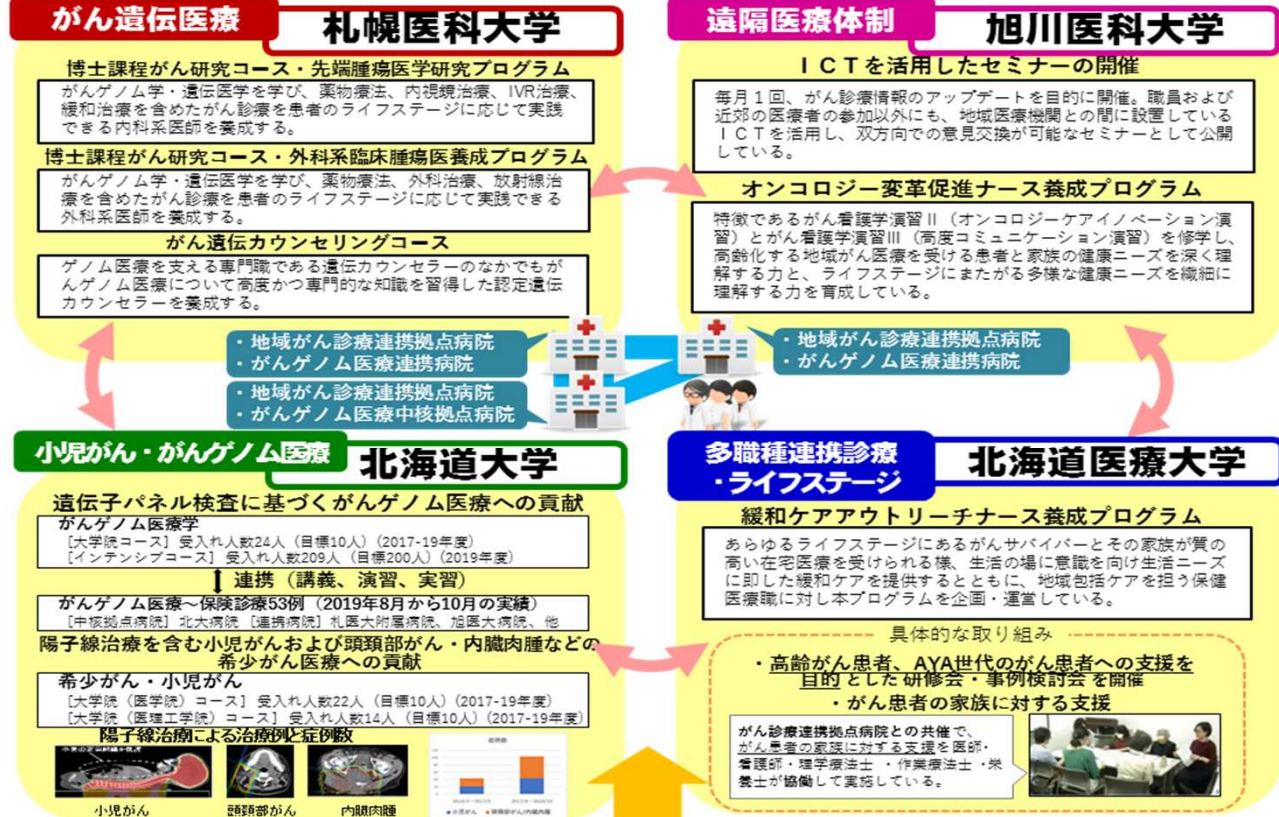 がん遺伝医療
札幌医科大学
博士課程がん研究コース・先端腫瘍医学研究プログラム
がんゲノム学・遺伝医学を学び、薬物療法、内視鏡治療、IVR治療、
緩和治療を含めたがん診療を患者のライフステージに応じて実践
できる内科系医師を養成する。
博士課程がん研究コース・外科系臨床腫瘍医養成プログラム
がんゲノム学・遺伝医学を学び、薬物療法、外科治療、放射線治
療を含めたがん診療を患者のライフステージに応じて実践できる
外科系医師を養成する。
がん遺伝カウンセリングコース
ゲノム医療を支える専門職である遺伝カウンセラーのなかでもが
んゲノム医療について高度かつ専門的な知識を習得した認定遺伝
カウンセラーを養成する。
遠隔医療体制
旭川医科大学
ICTを活用したセミナーの開催
毎月1回、がん診療情報のアップデートを目的に開催。職員および
近郊の医療者の参加以外にも、地域医療機関との間に設置している
ICTを活用し、双方向での意見交換が可能なセミナーとして公開
している。
オンコロジー変革促進ナース養成プログラム
特徴であるがん看護学演習Ⅱ(オンコロジーケアイノベーション演
習)とがん看護学演習Ⅲ(高度コミュニケーション演習)を修学し、
高齢化する地域がん医療を受ける患者と家族の健康ニーズを深く理
解する力と、ライフステージにまたがる多様な健康ニーズを繊細に
理解する力を育成している。
・地域がん診療連携拠点病院
・がんゲノム医療連携病院
・地域がん診療連携拠点病院
・がんゲノム医療中核拠点病院
・地域がん診療連携拠点病院
・がんゲノム医療連携病院
小児がん・がんゲノム医療
北海道大学
遺伝子パネル検査に基づくがんゲノム医療への貢献
がんゲノム医療学
[大学院コース] 受入れ人数24人(目標10人)(2017-19年度)
[インテンシブコース] 受入れ人数209人(目標200人)(2019年度)
連携(講義、演習、実習)
がんゲノム医療～保険診療53例(2019年8月から10月の実績)
[中核拠点病院] 北大病院 [連携病院] 札医大附属病院、旭医大病院、他
陽子線治療を含む小児がんおよび頭頸部がん・内臓肉腫などの
希少がん医療への貢献
希少がん・小児がん
[大学院(医学院)コース] 受入れ人数22人(目標10人)(2017-19年度)
[大学院(医理工学院)コース] 受入れ人数14人(目標10人)(2017-19年度)
陽子線治療による治療例と症例数
小児がん
頭頸部がん
内臓肉腫
症例数
小児がん
頭頸部がん/内臓肉腫
多職種連携診療
・ライフステージ
北海道医療大学
緩和ケアアウトリーチナース養成プログラム
あらゆるライフステージにあるがんサバイバーとその家族が質の
高い在宅医療を受けられる様、生活の場に意識を向け生活ニーズ
に即した緩和ケアを提供するとともに、地域包括ケアを担う保健
医療職に対し本プログラムを企画・運営している。
具体的な取り組み
・高齢がん患者、AYA世代のがん患者への支援を
目的とした研修会・事例検討会を開催
・がん患者の家族に対する支援
がん診療連携拠点病院との共催で、
がん患者の家族に対する支援を医師・
看護師・理学療法士・作業療法士・栄
養士が協働して実施している。